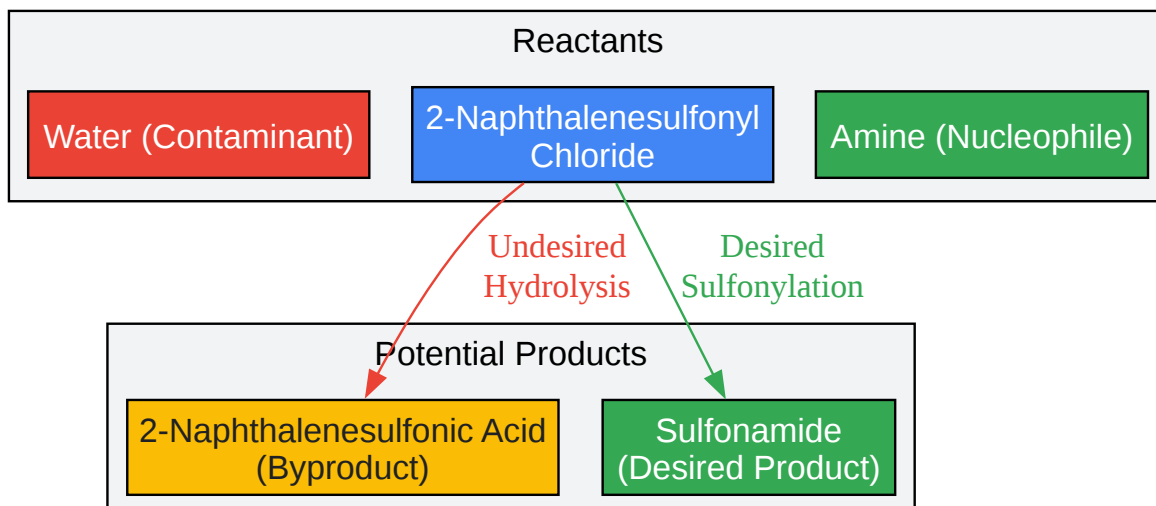 Reactants
Water (Contaminant)
2-Naphthalenesulfonyl
Chloride
Amine (Nucleophile)
Undesired
Hydrolysis
Desired
Sulfonylation
Potential Products
2-Naphthalenesulfonic Acid
(Byproduct)
Sulfonamide
(Desired Product)